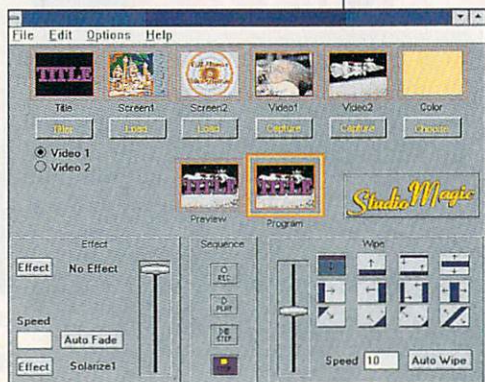 File Edit Options Help
TITLE
Title Screen1 Screen2 Video1 Video2 Color
Titler Load Load Capture Capture Choose
Video 1
Video 2
TITLE TITLE
Preview Program
Studio Magic
Effect Sequence Wipe
Effect No Effect
REC
PLAY
STEP
Speed
Auto Fade
Speed 10 Auto Wipe
Effect Solarize1